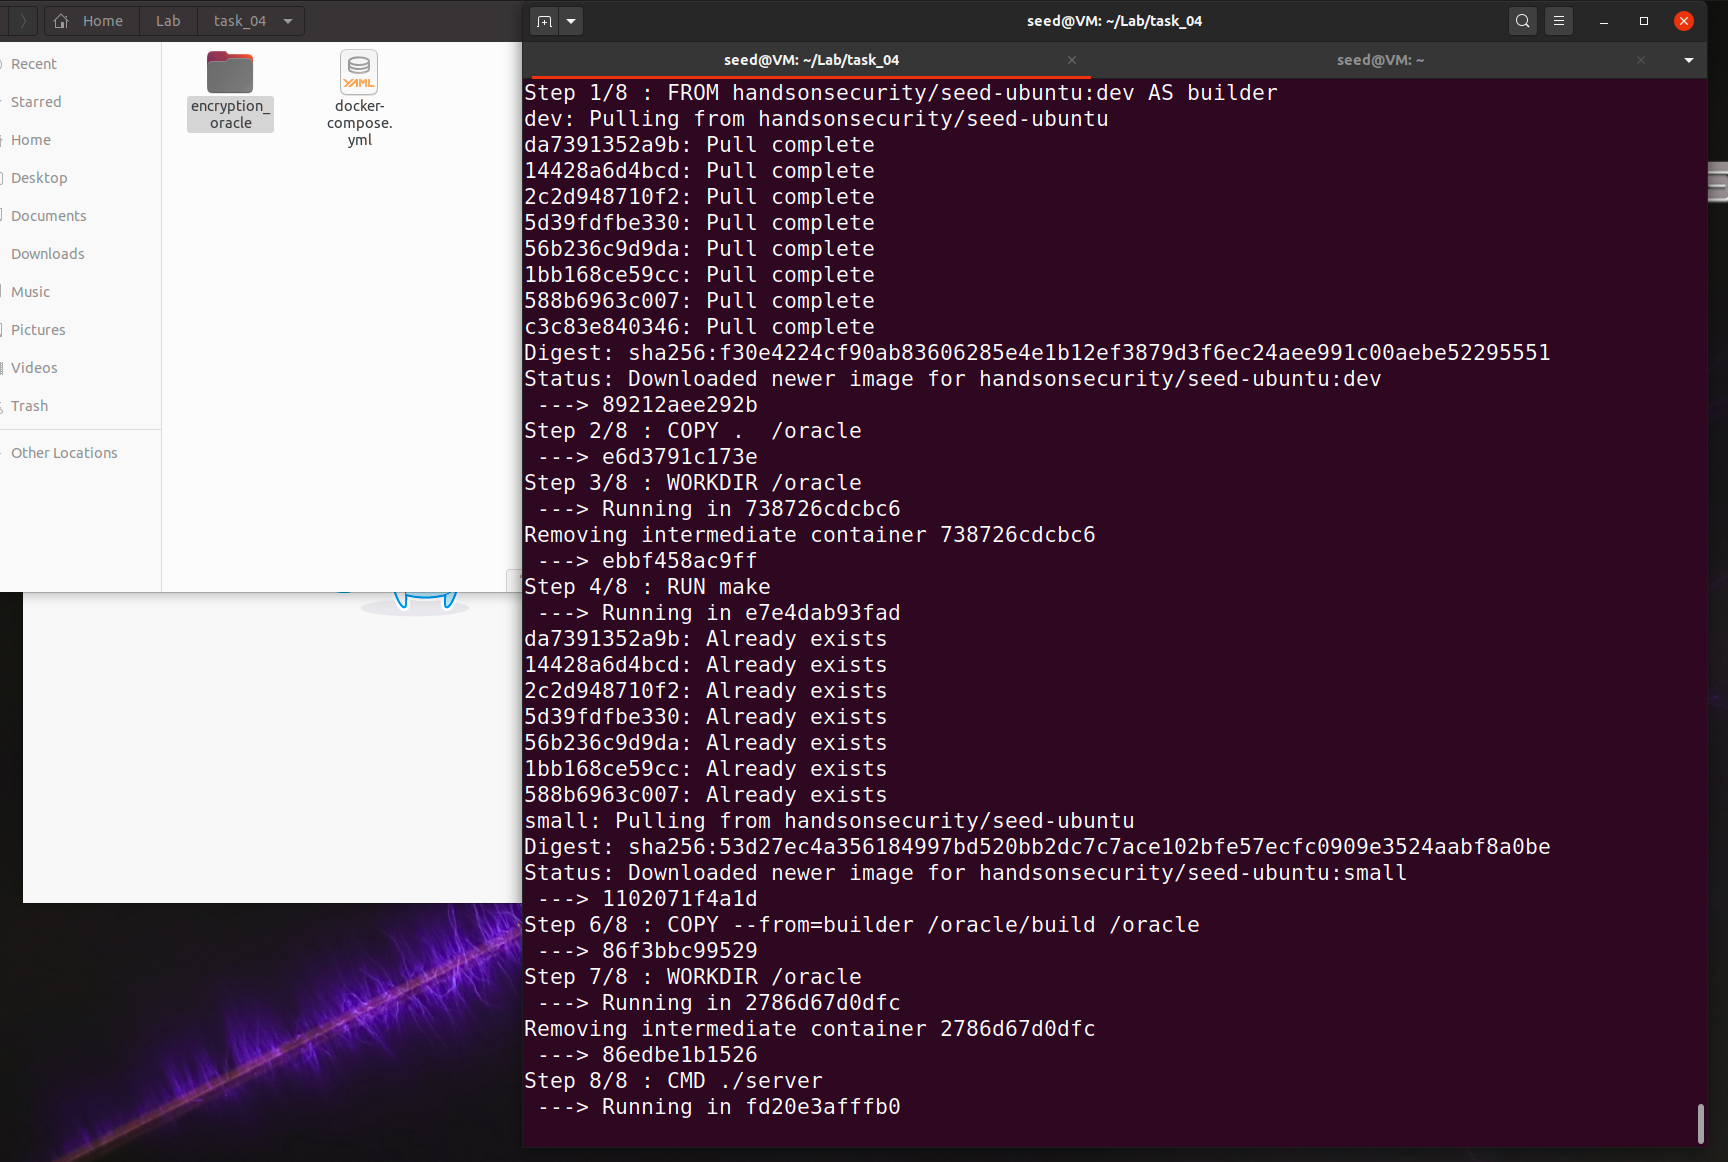 Home
Lab
task_04
Recent
Starred
Home
Desktop
Documents
Downloads
Music
Pictures
Videos
Trash
Other Locations
encryption_
oracle
docker-
compose.
yml
YAML
seed@VM: ~/Lab/task_04
seed@VM: ~/Lab/task_04
seed@VM: ~
Step 1/8 : FROM handsonsecurity/seed-ubuntu:dev AS builder
dev: Pulling from handsonsecurity/seed-ubuntu
da7391352a9b: Pull complete
14428a6d4bcd: Pull complete
2c2d948710f2: Pull complete
5d39fdfbe330: Pull complete
56b236c9d9da: Pull complete
1bb168ce59cc: Pull complete
588b6963c007: Pull complete
c3c83e840346: Pull complete
Digest: sha256:f30e4224cf90ab83606285e4e1b12ef3879d3f6ec24aee991c00aebe52295551
Status: Downloaded newer image for handsonsecurity/seed-ubuntu:dev
---> 89212aee292b
Step 2/8 : COPY .  /oracle
---> e6d3791c173e
Step 3/8 : WORKDIR /oracle
---> Running in 738726cdcbc6
Removing intermediate container 738726cdcbc6
---> ebbf458ac9ff
Step 4/8 : RUN make
---> Running in e7e4dab93fad
da7391352a9b: Already exists
14428a6d4bcd: Already exists
2c2d948710f2: Already exists
5d39fdfbe330: Already exists
56b236c9d9da: Already exists
1bb168ce59cc: Already exists
588b6963c007: Already exists
small: Pulling from handsonsecurity/seed-ubuntu
Digest: sha256:53d27ec4a356184997bd520bb2dc7c7ace102bfe57ecfc0909e3524aabf8a0be
Status: Downloaded newer image for handsonsecurity/seed-ubuntu:small
---> 1102071f4a1d
Step 6/8 : COPY --from=builder /oracle/build /oracle
---> 86f3bbc99529
Step 7/8 : WORKDIR /oracle
---> Running in 2786d67d0dfc
Removing intermediate container 2786d67d0dfc
---> 86edbe1b1526
Step 8/8 : CMD ./server
---> Running in fd20e3afffb0